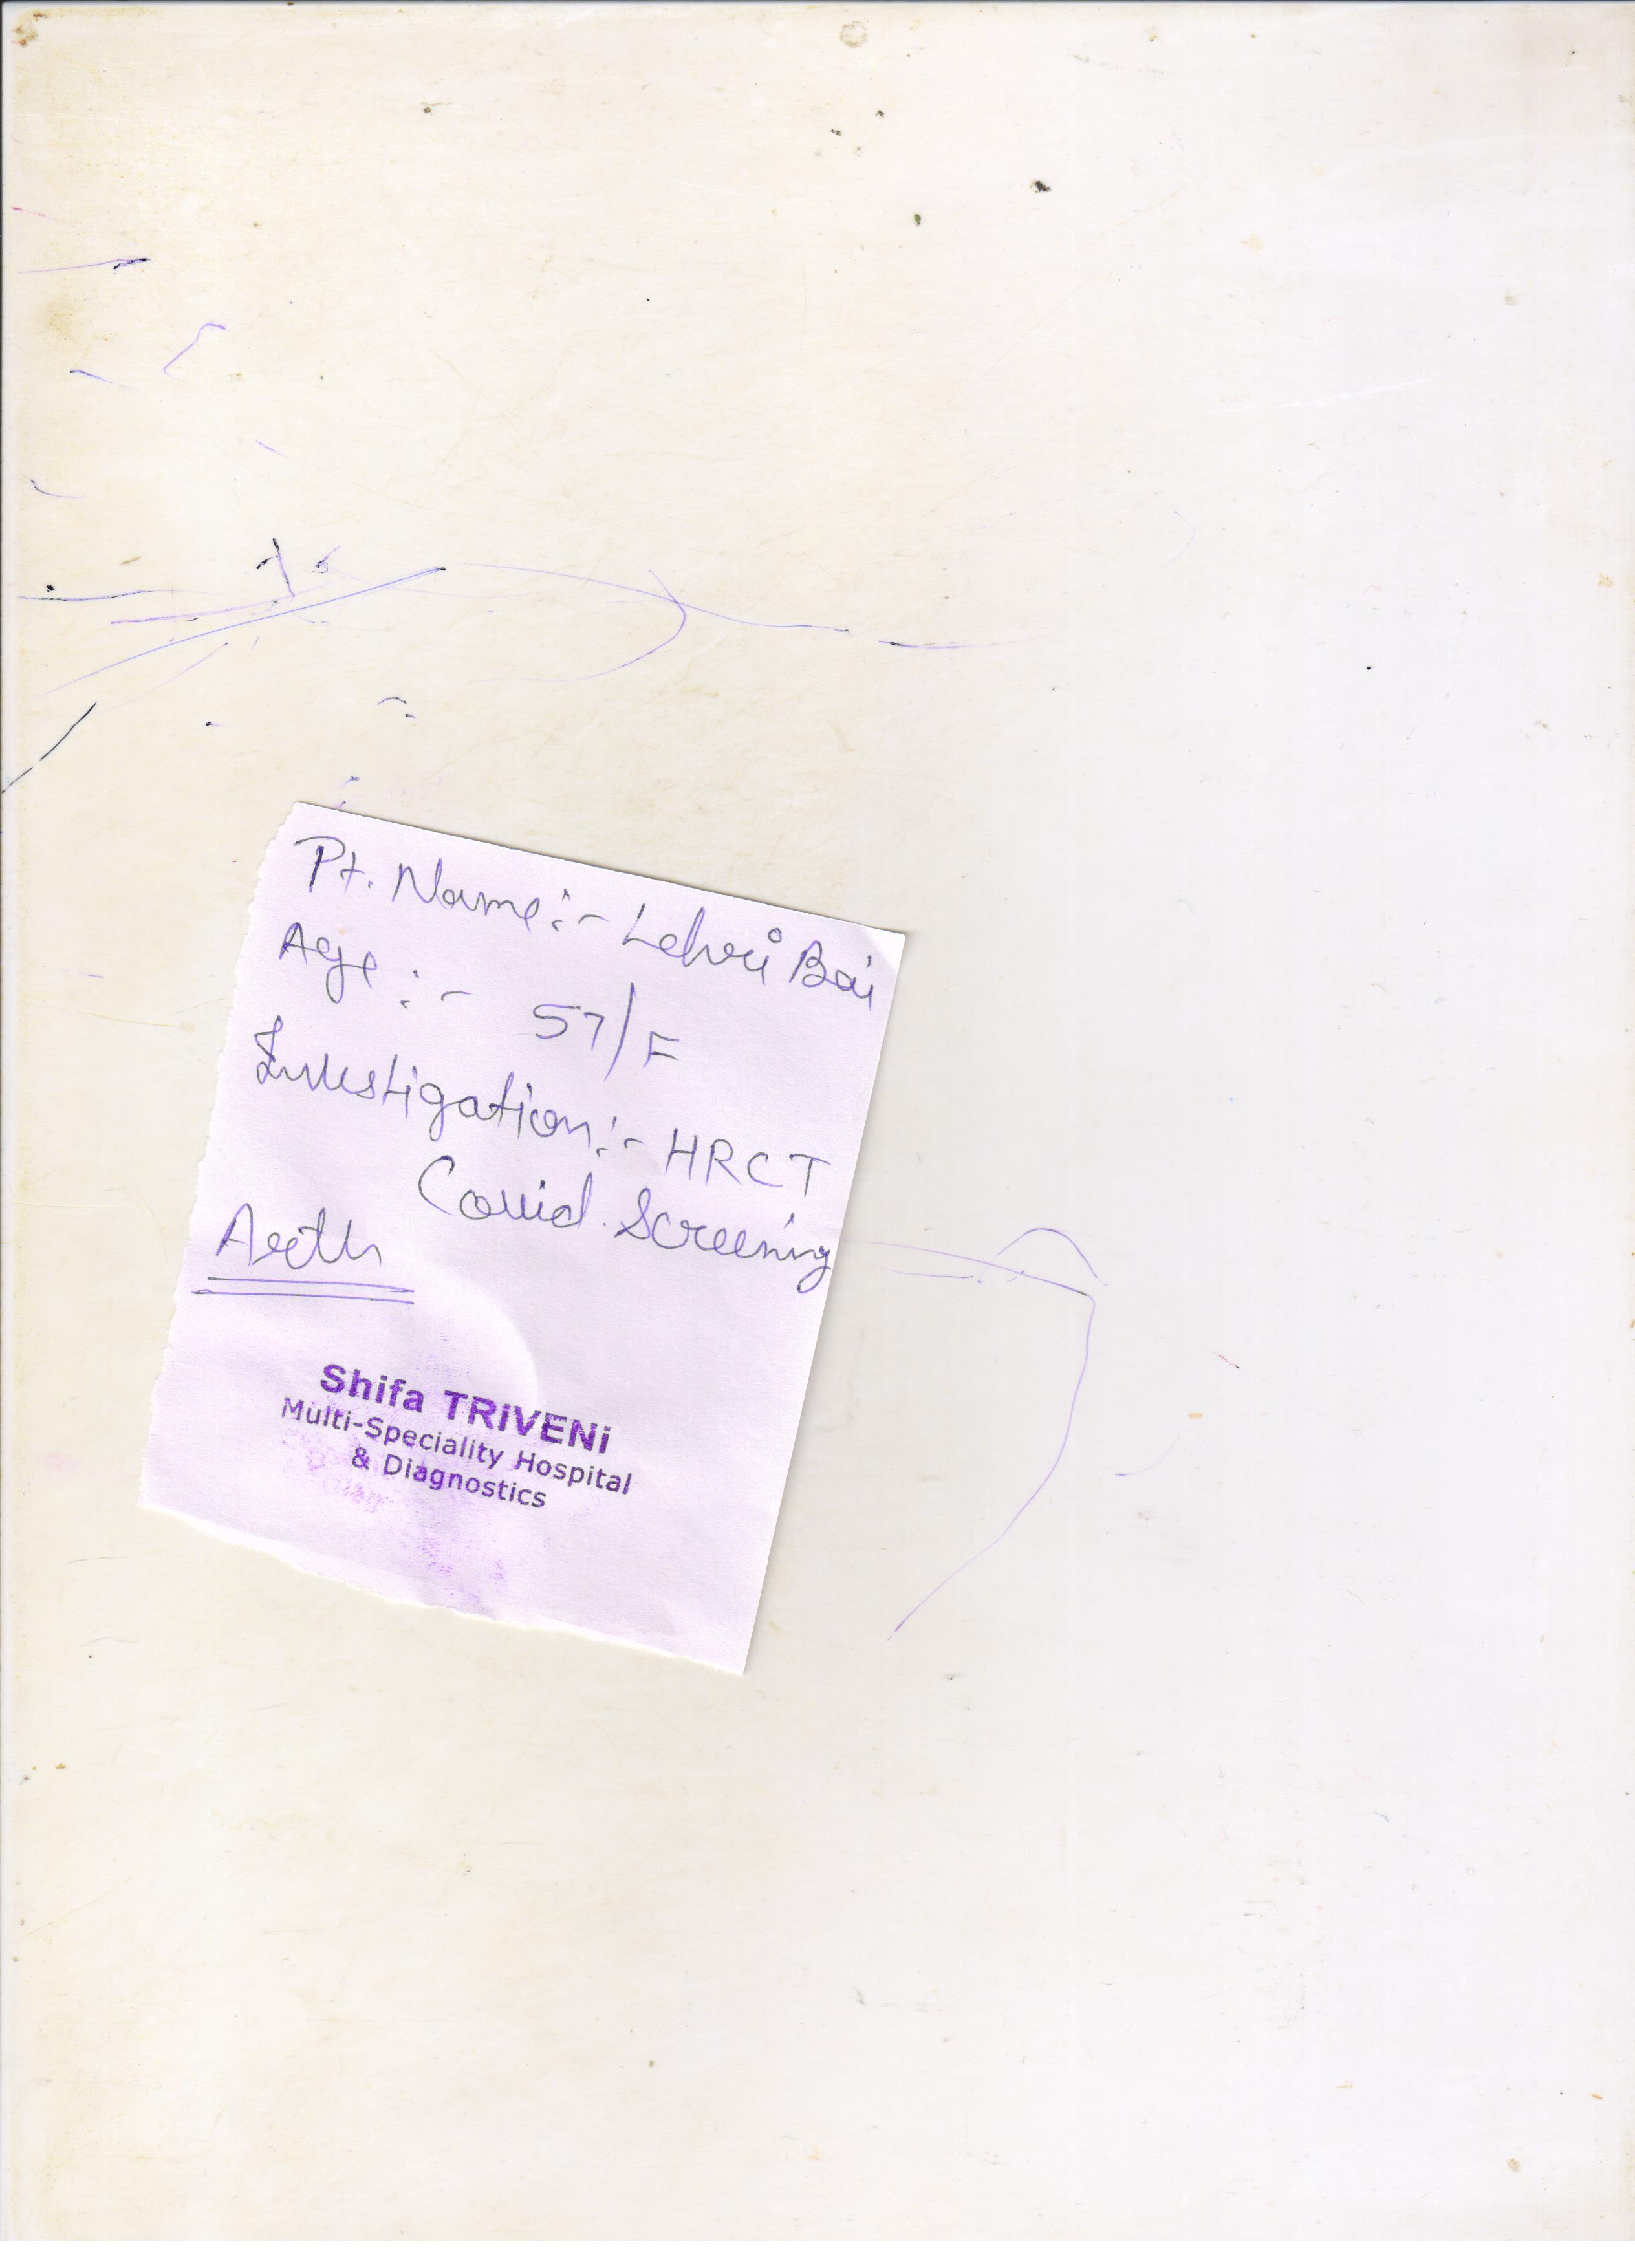 Pt. Name:- Lehri Bai
Age:- 57/F
Investigation:- HRCT
Covid Screening
Shifa TRiVENi
Multi-Speciality Hospital
& Diagnostics